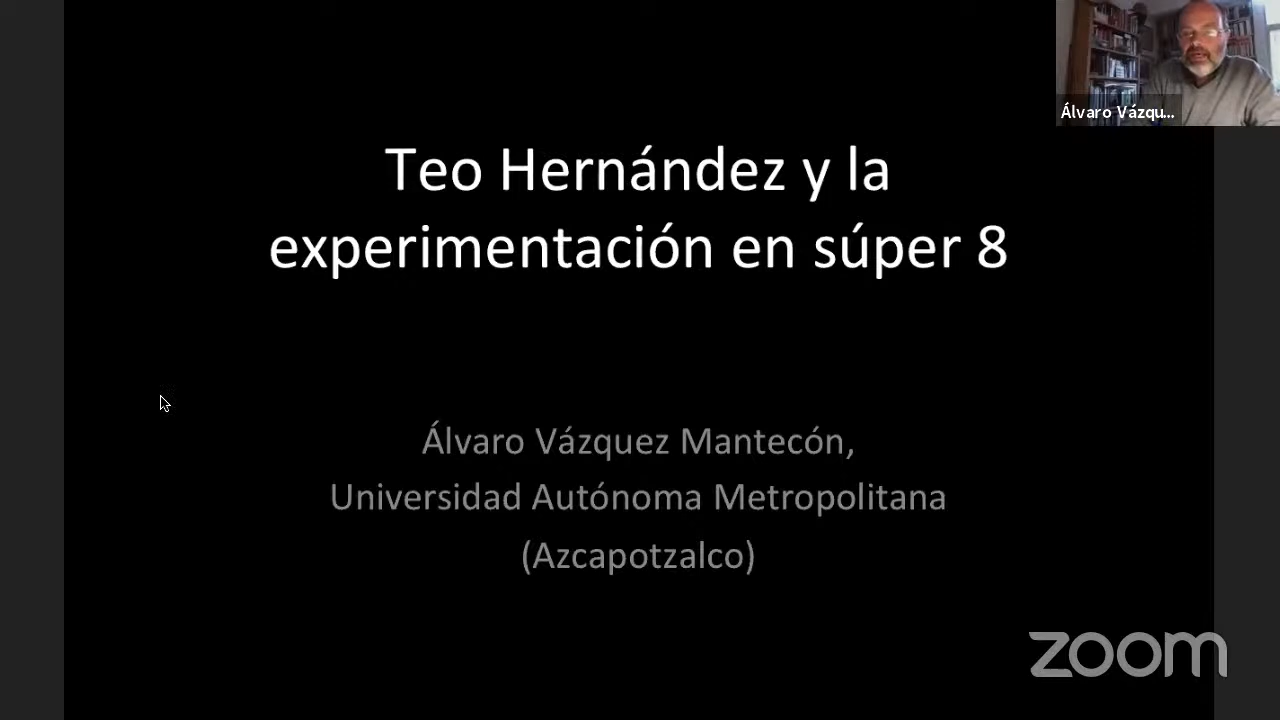 Álvaro Vázqu...
Teo Hernández y la
experimentación en súper 8
Álvaro Vázquez Mantecón,
Universidad Autónoma Metropolitana
(Azcapotzalco)
zoom